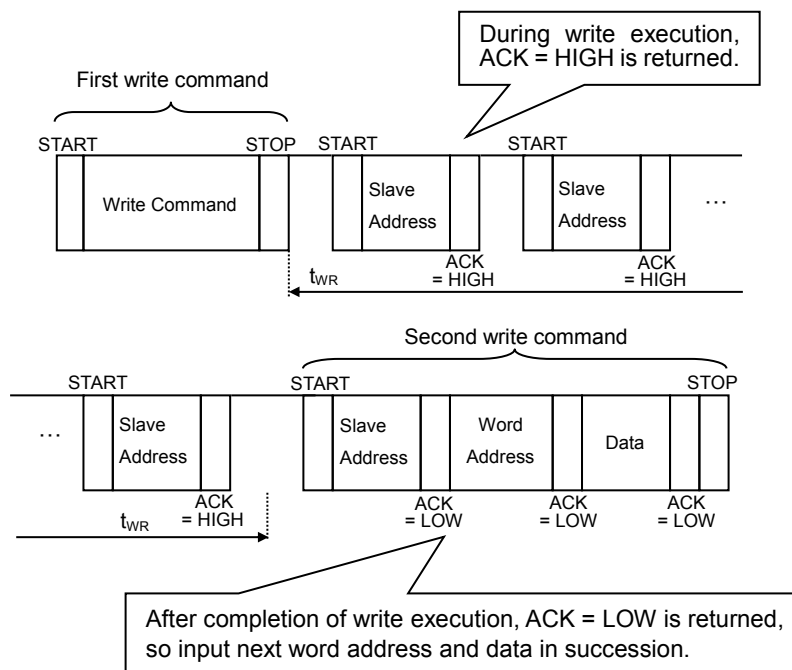 During write execution,
ACK = HIGH is returned.
First write command
START
STOP
START
START
Write Command
Slave
Address
Slave
Address
…
ACK
= HIGH
ACK
= HIGH
tWR
Second write command
START
START
STOP
…
Slave
Address
Slave
Address
Word
Address
Data
ACK
= HIGH
ACK
= LOW
ACK
= LOW
ACK
= LOW
tWR
After completion of write execution, ACK = LOW is returned,
so input next word address and data in succession.